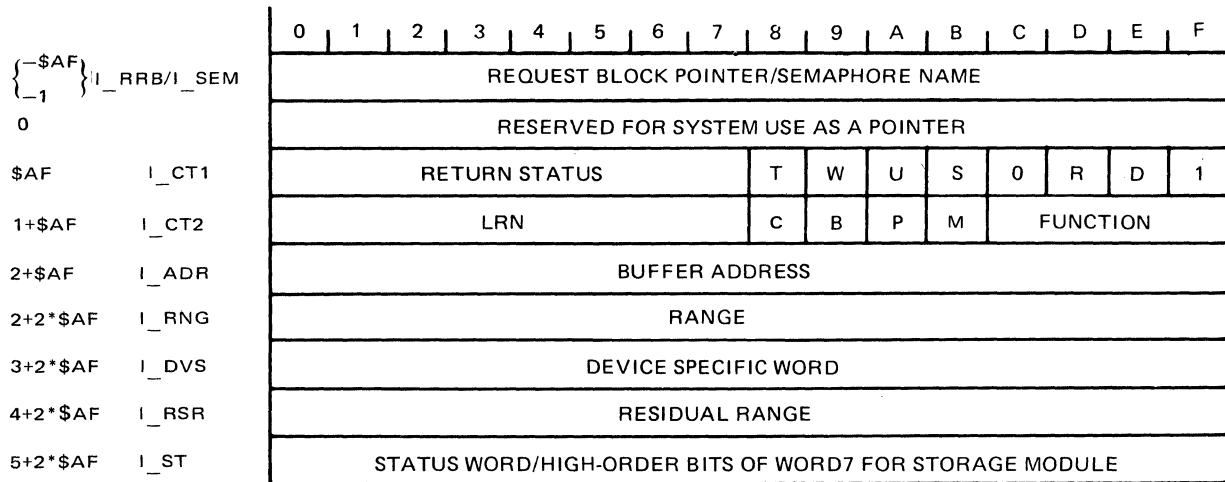 0 1 2 3 4 5 6 7 8 9 A B C D E F
{−$AF −1} I_RRB/I_SEM REQUEST BLOCK POINTER/SEMAPHORE NAME
0 RESERVED FOR SYSTEM USE AS A POINTER
$AF I_CT1 RETURN STATUS T W U S 0 R D 1
1+$AF I_CT2 LRN C B P M FUNCTION
2+$AF I_ADR BUFFER ADDRESS
2+2*$AF I_RNG RANGE
3+2*$AF I_DVS DEVICE SPECIFIC WORD
4+2*$AF I_RSR RESIDUAL RANGE
5+2*$AF I_ST STATUS WORD/HIGH-ORDER BITS OF WORD7 FOR STORAGE MODULE